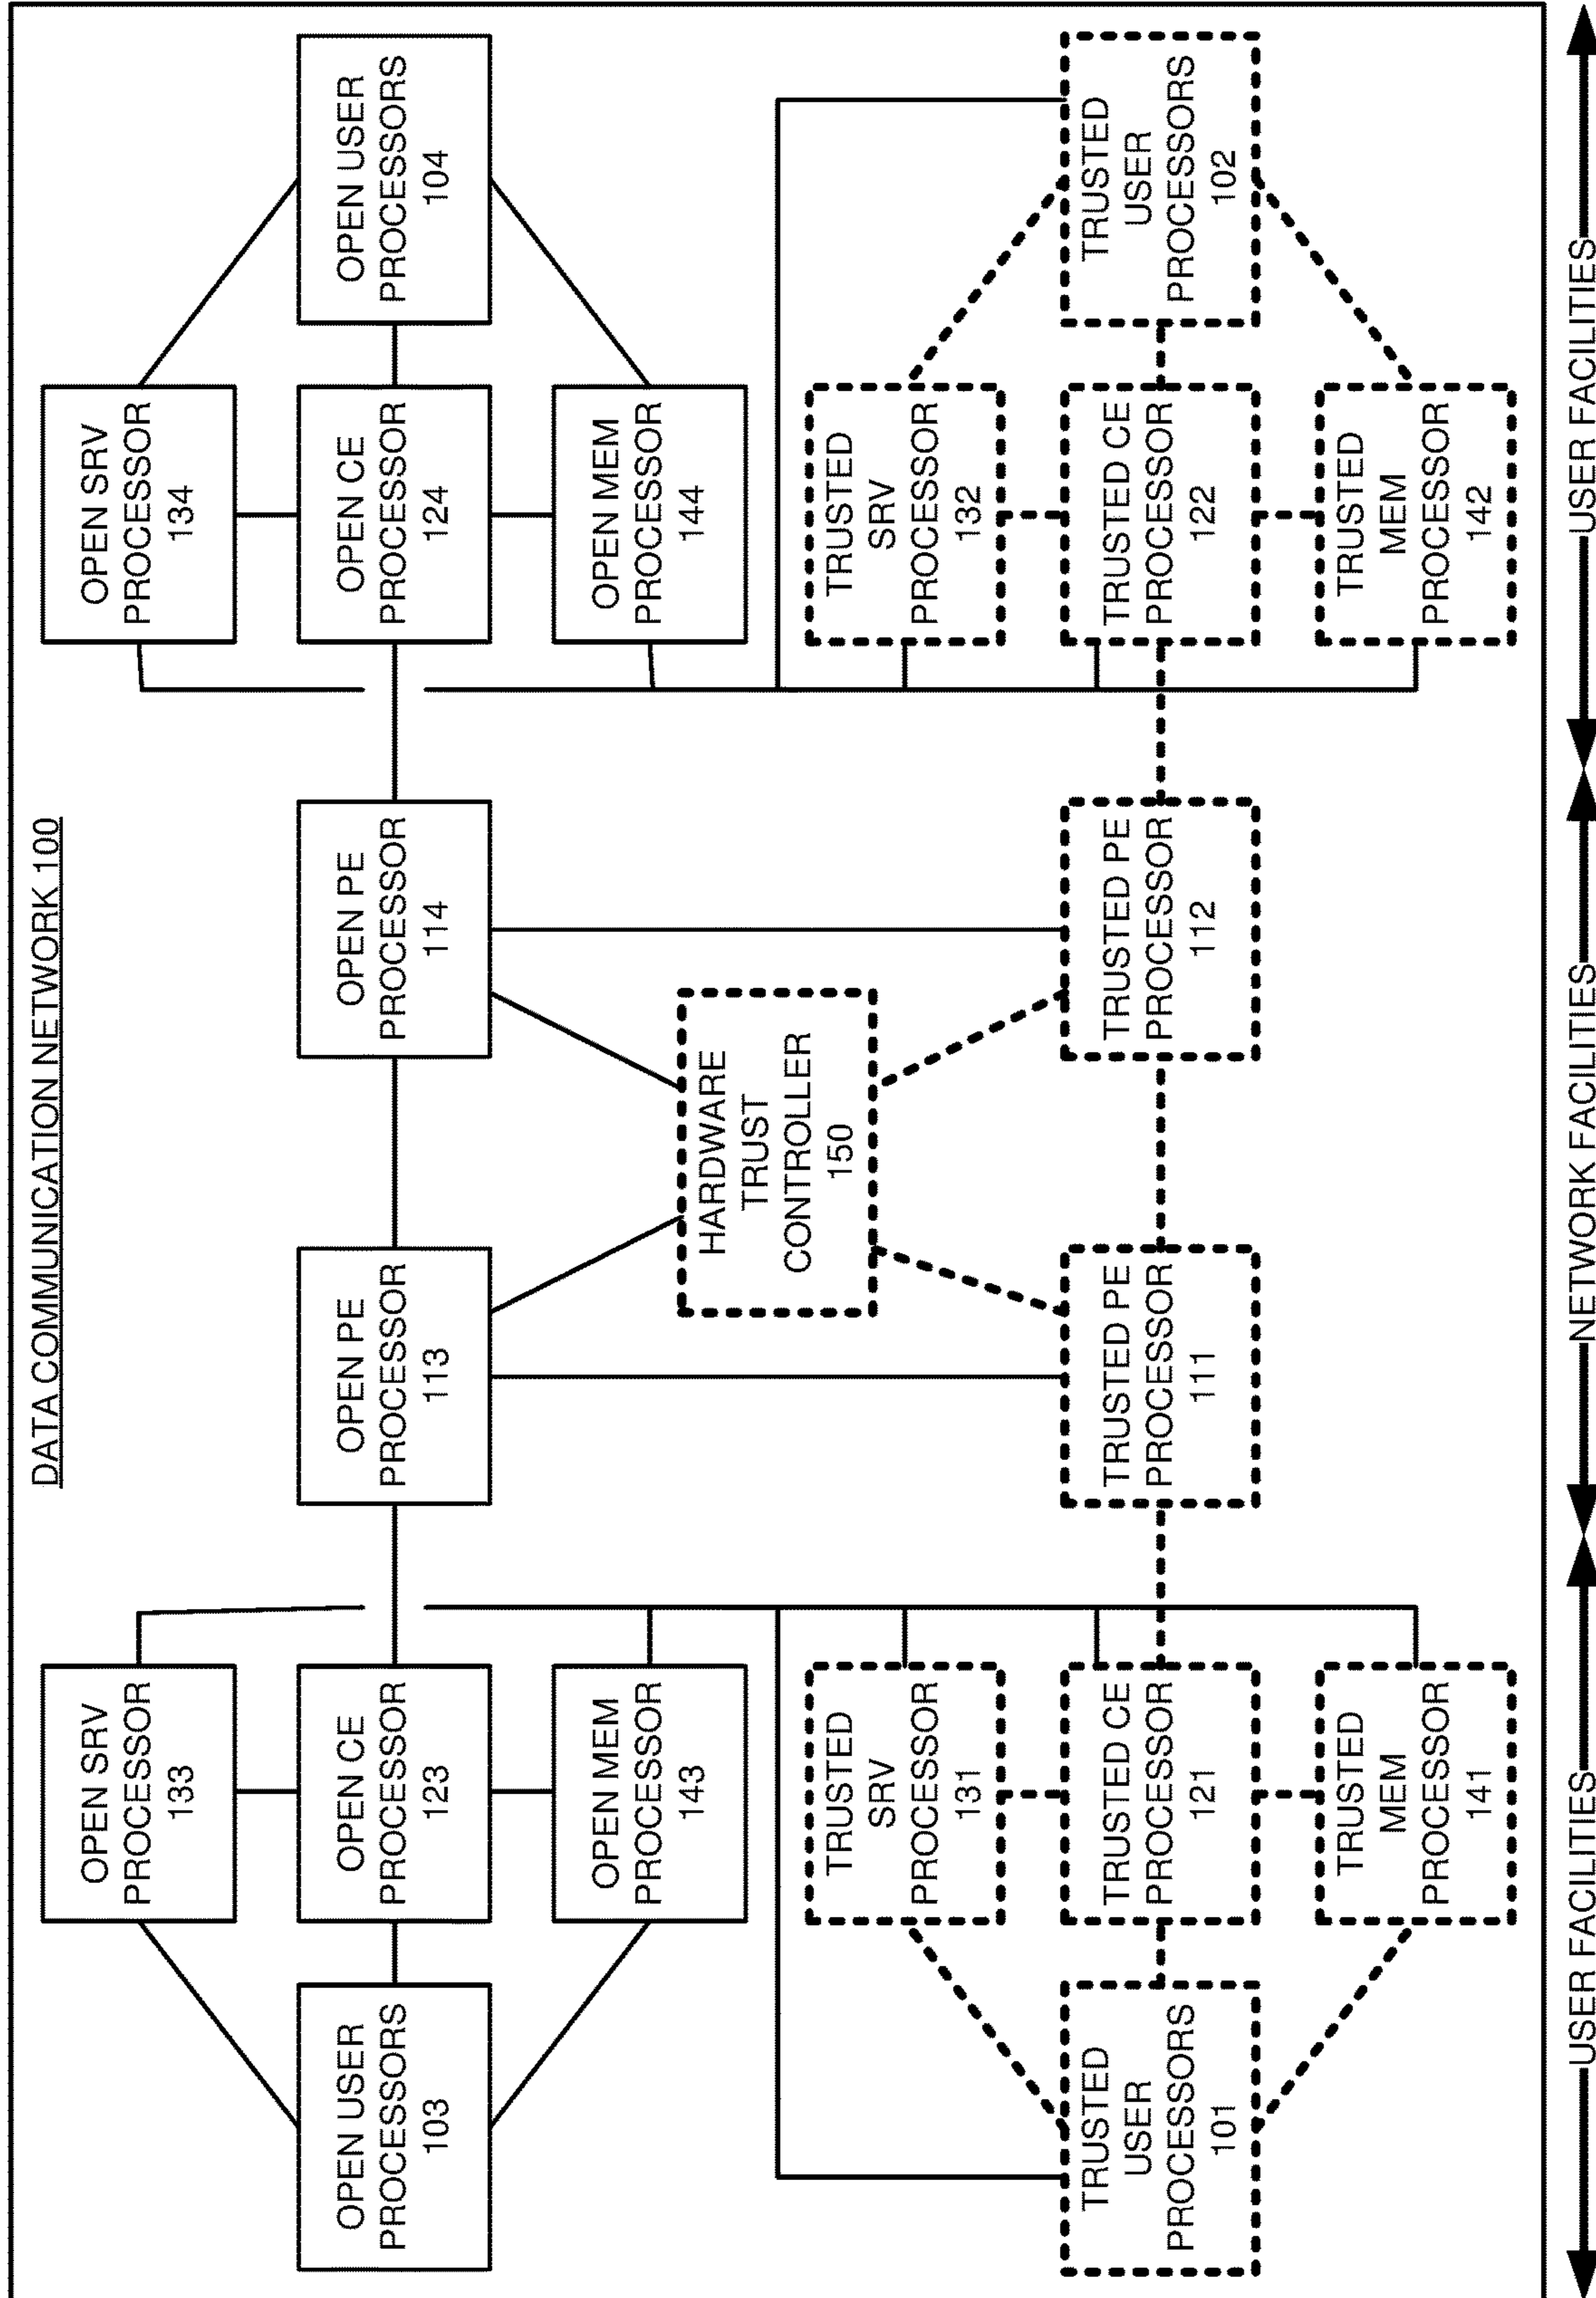 DATA COMMUNICATION NETWORK 100
OPEN SRV
PROCESSOR
133
OPEN SRV
PROCESSOR
134
OPEN USER
PROCESSORS
103
OPEN CE
PROCESSOR
123
OPEN PE
PROCESSOR
113
OPEN PE
PROCESSOR
114
OPEN CE
PROCESSOR
124
OPEN USER
PROCESSORS
104
OPEN MEM
PROCESSOR
143
OPEN MEM
PROCESSOR
144
HARDWARE
TRUST
CONTROLLER
150
TRUSTED
SRV
PROCESSOR
131
TRUSTED
SRV
PROCESSOR
132
TRUSTED
USER
PROCESSORS
101
TRUSTED CE
PROCESSOR
121
TRUSTED PE
PROCESSOR
111
TRUSTED PE
PROCESSOR
112
TRUSTED CE
PROCESSOR
122
TRUSTED
USER
PROCESSORS
102
TRUSTED
MEM
PROCESSOR
141
TRUSTED
MEM
PROCESSOR
142
USER FACILITIES
NETWORK FACILITIES
USER FACILITIES